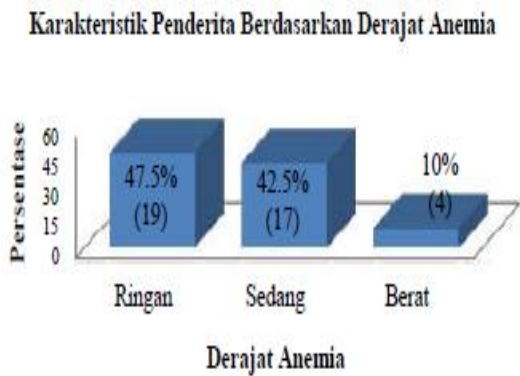 Karakteristik Penderita Berdasarkan Derajat Anemia
Persentase
60
45
30
15
0
47.5%
(19)
42.5%
(17)
10%
(4)
Ringan Sedang Berat
Derajat Anemia